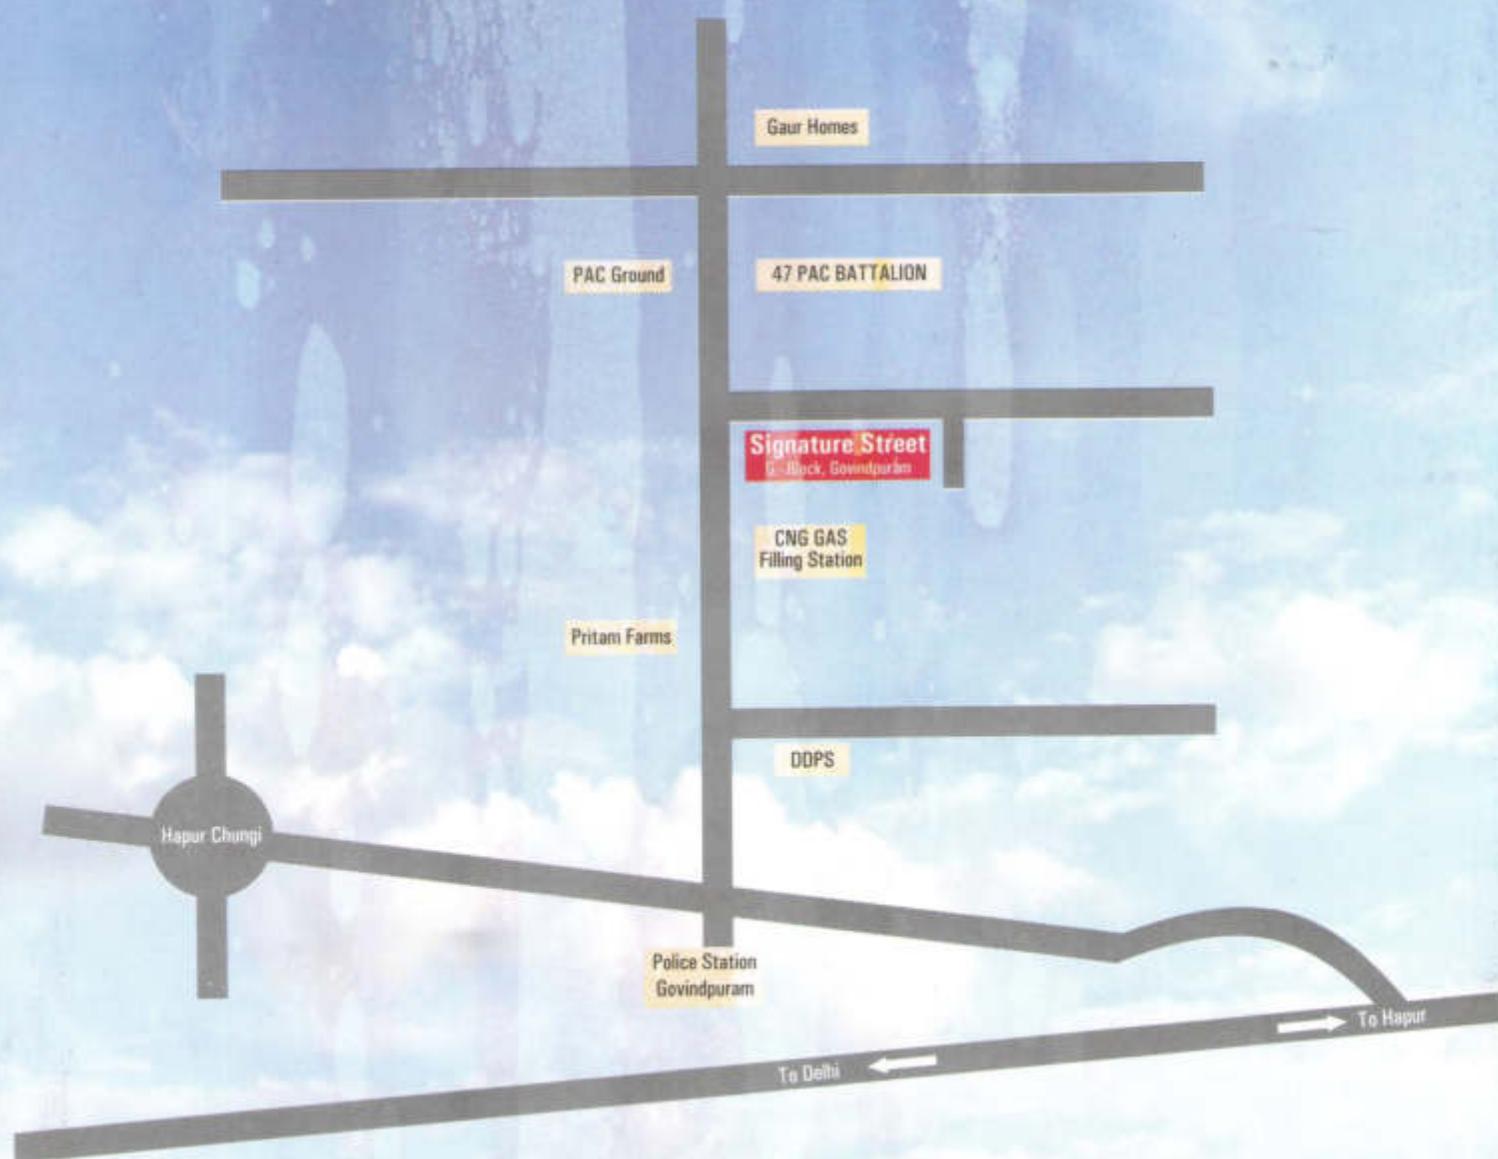 Gaur Homes
PAC Ground
47 PAC BATTALION
Signature Street
G - Block, Govindpuram
CNG GAS
Filling Station
Pritam Farms
DDPS
Hapur Chungi
Police Station
Govindpuram
To Hapur
To Delhi